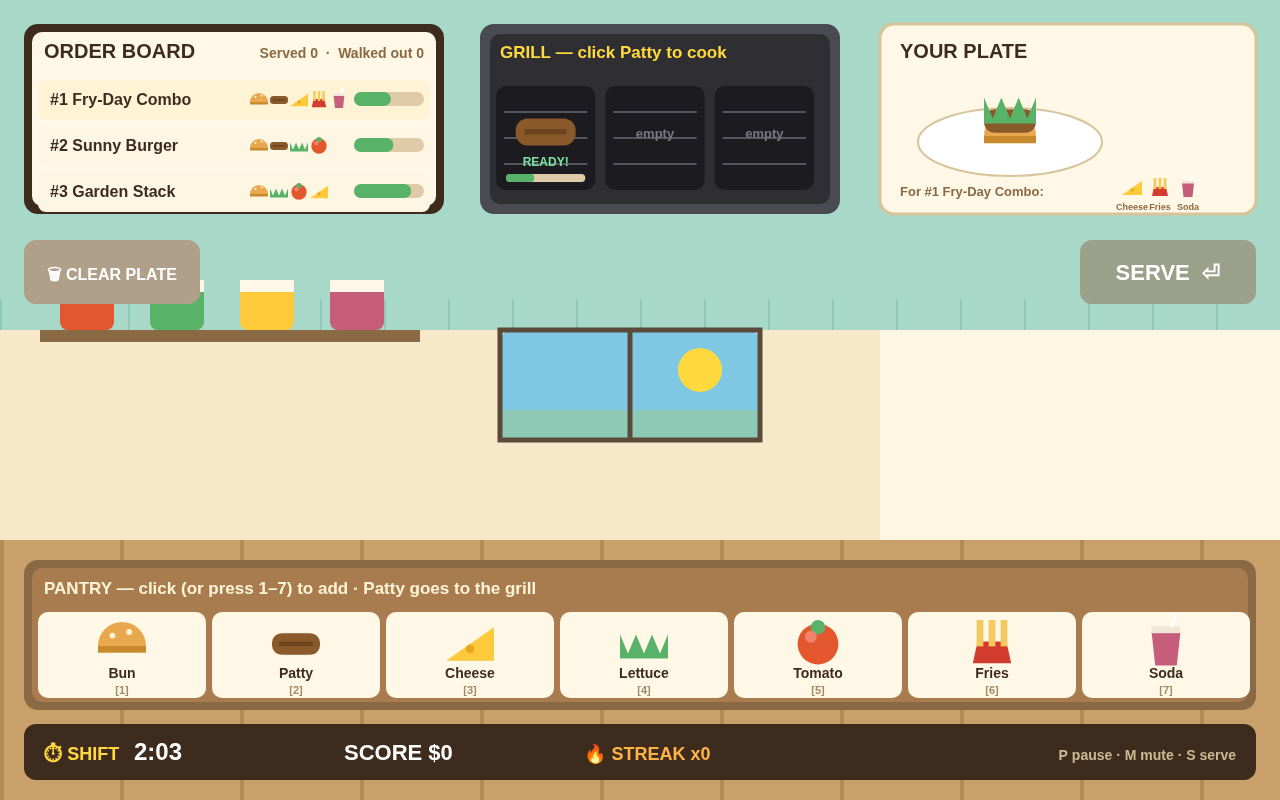 ORDER BOARD
Served 0 · Walked out 0
#1 Fry-Day Combo
#2 Sunny Burger
#3 Garden Stack
GRILL — click Patty to cook
READY!
empty
empty
YOUR PLATE
For #1 Fry-Day Combo:
Cheese Fries Soda
CLEAR PLATE
SERVE ⏎
PANTRY — click (or press 1–7) to add · Patty goes to the grill
Bun
[1]
Patty
[2]
Cheese
[3]
Lettuce
[4]
Tomato
[5]
Fries
[6]
Soda
[7]
SHIFT 2:03
SCORE $0
STREAK x0
P pause · M mute · S serve